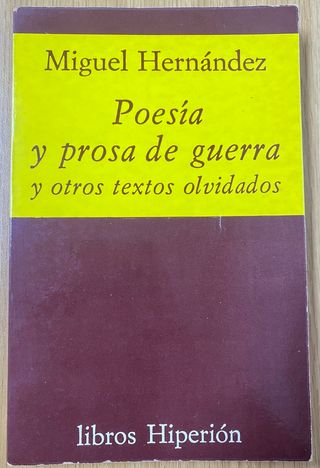 Miguel Hernández
Poesía
y prosa de guerra
y otros textos olvidados
libros Hiperión